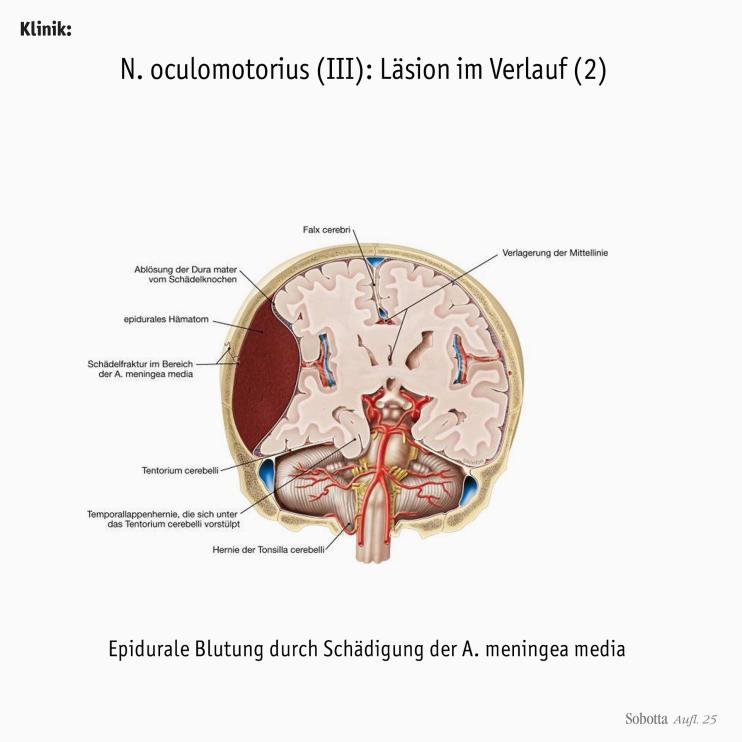 Klinik:
N. oculomotorius (III): Läsion im Verlauf (2)
Falx cerebri
Verlagerung der Mittellinie
Ablösung der Dura mater
vom Schädelknochen
epidurales Hämatom
Schädelfraktur im Bereich
der A. meningea media
Tentorium cerebelli
Temporallappenhernie, die sich unter
das Tentorium cerebelli vorstülpt
Hernie der Tonsilla cerebelli
Epidurale Blutung durch Schädigung der A. meningea media
Sobotta Aufl. 25